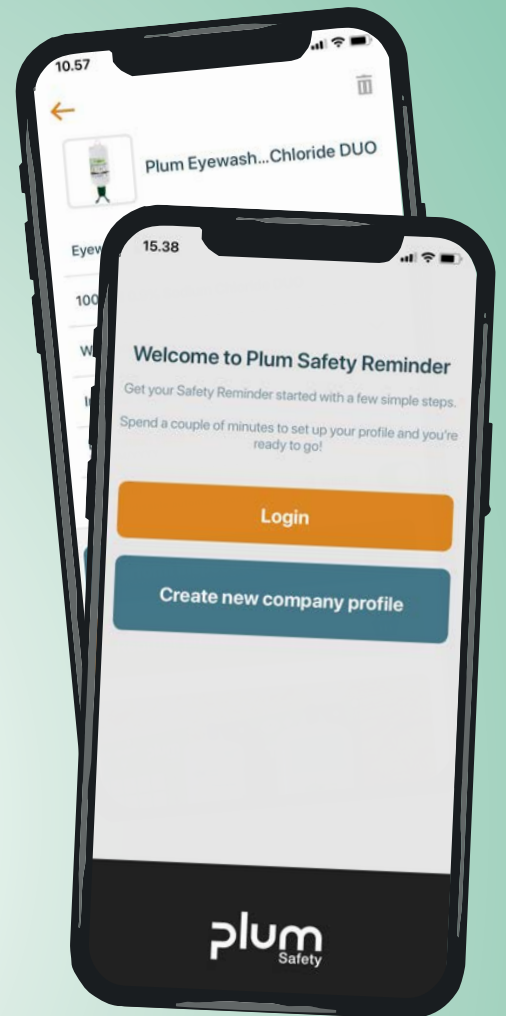 10.57
Plum Eyewash...Chloride DUO
100
15.38
Welcome to Plum Safety Reminder
Get your Safety Reminder started with a few simple steps.
Spend a couple of minutes to set up your profile and you're
ready to go!
Login
Create new company profile
plum
Safety